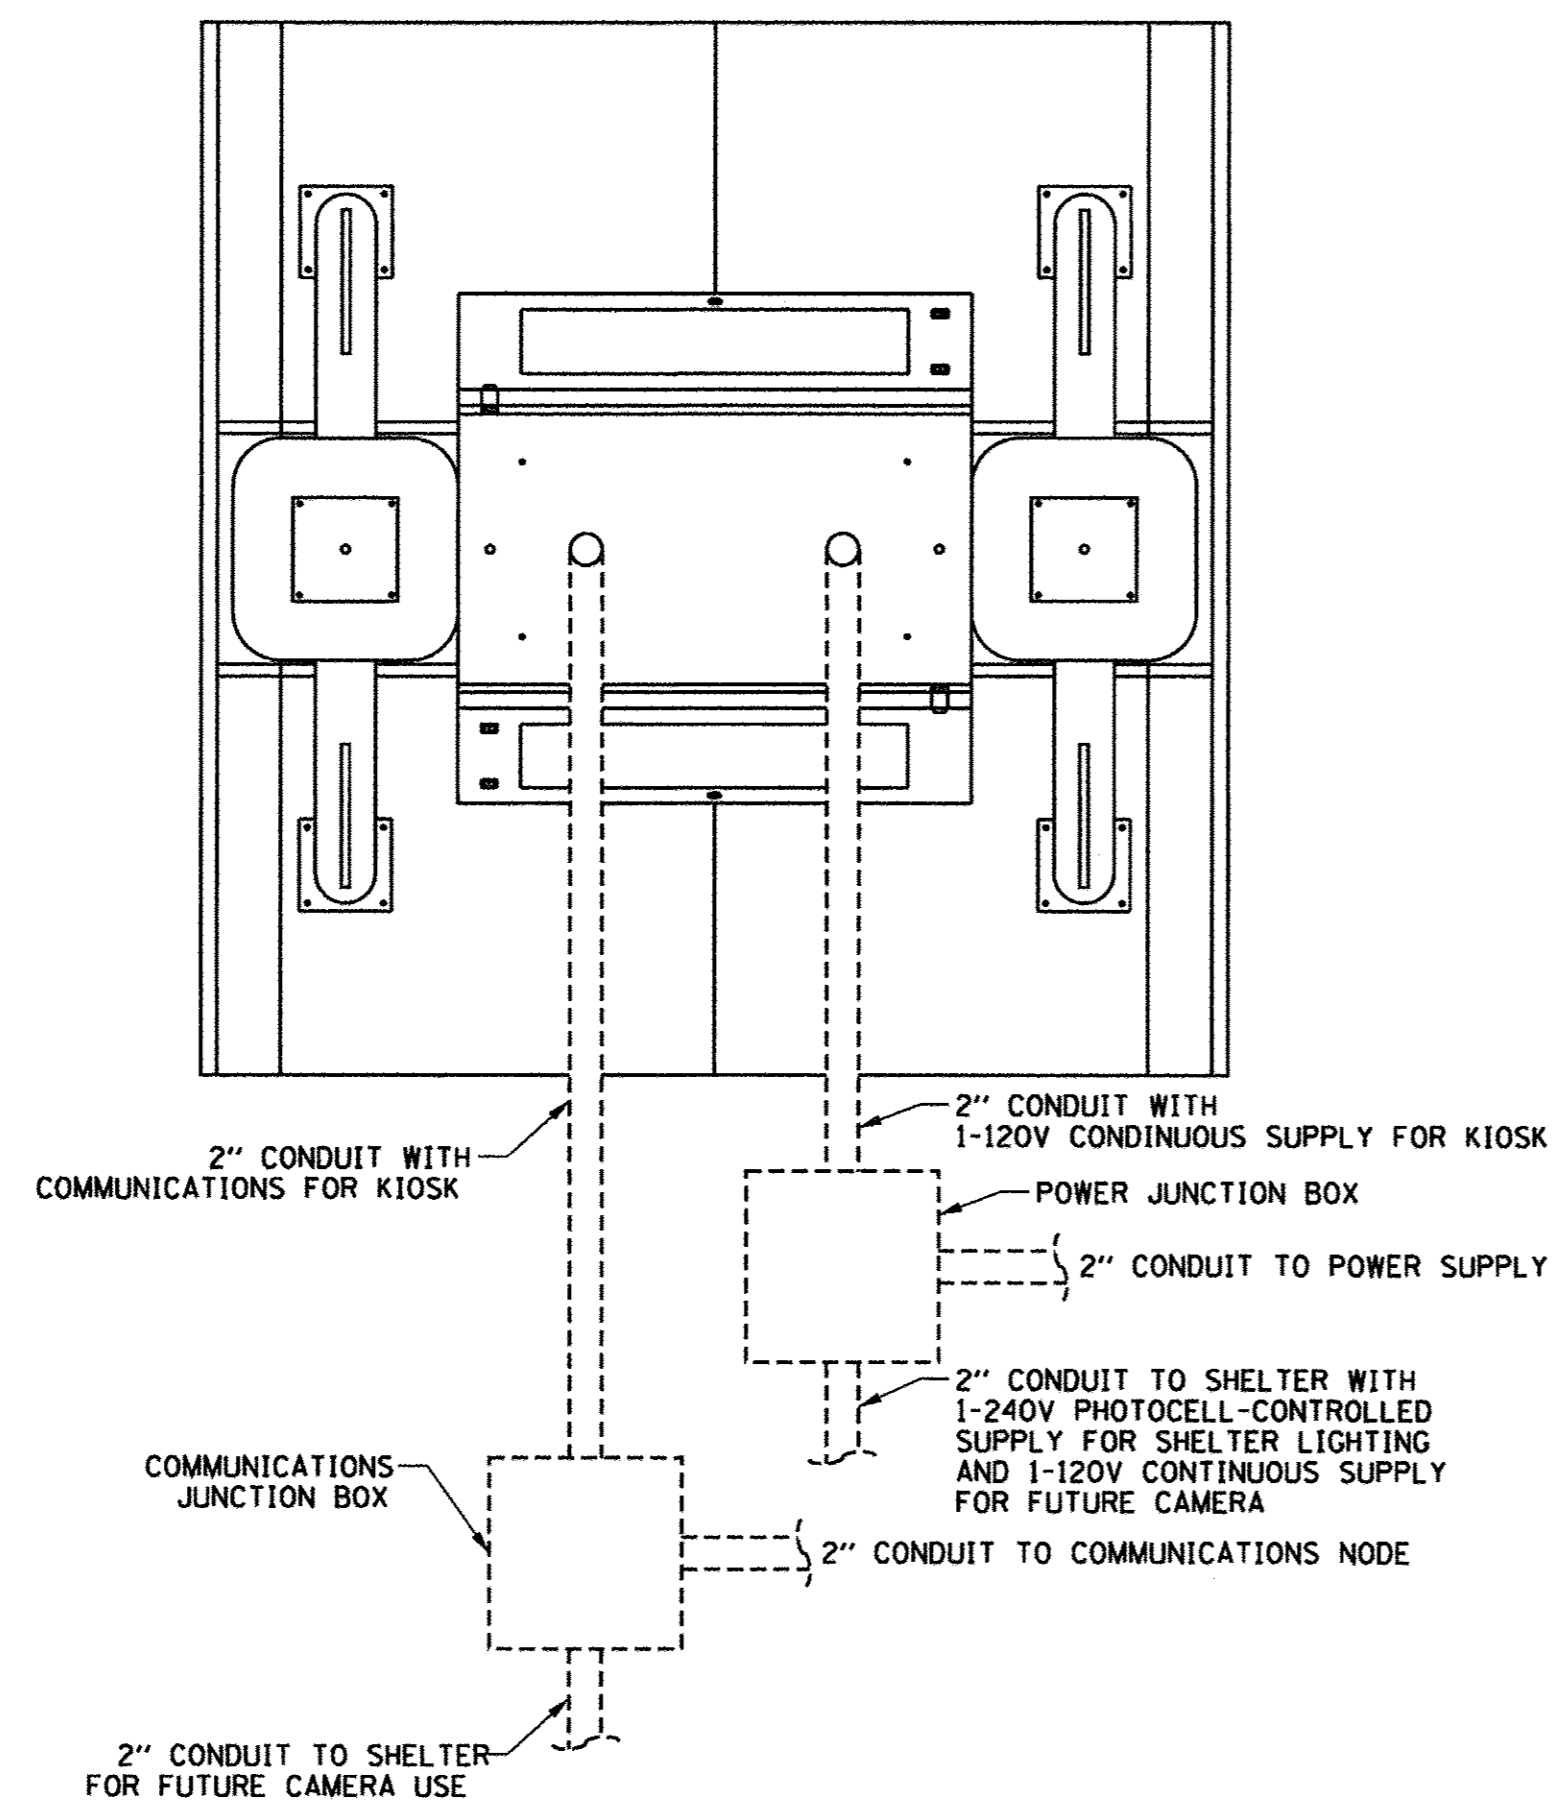 2" CONDUIT WITH
1-120V CONDINUOUS SUPPLY FOR KIOSK
2" CONDUIT WITH
COMMUNICATIONS FOR KIOSK
POWER JUNCTION BOX
2" CONDUIT TO POWER SUPPLY
2" CONDUIT TO SHELTER WITH
1-240V PHOTOCELL-CONTROLLED
SUPPLY FOR SHELTER LIGHTING
AND 1-120V CONTINUOUS SUPPLY
FOR FUTURE CAMERA
COMMUNICATIONS
JUNCTION BOX
2" CONDUIT TO COMMUNICATIONS NODE
2" CONDUIT TO SHELTER
FOR FUTURE CAMERA USE